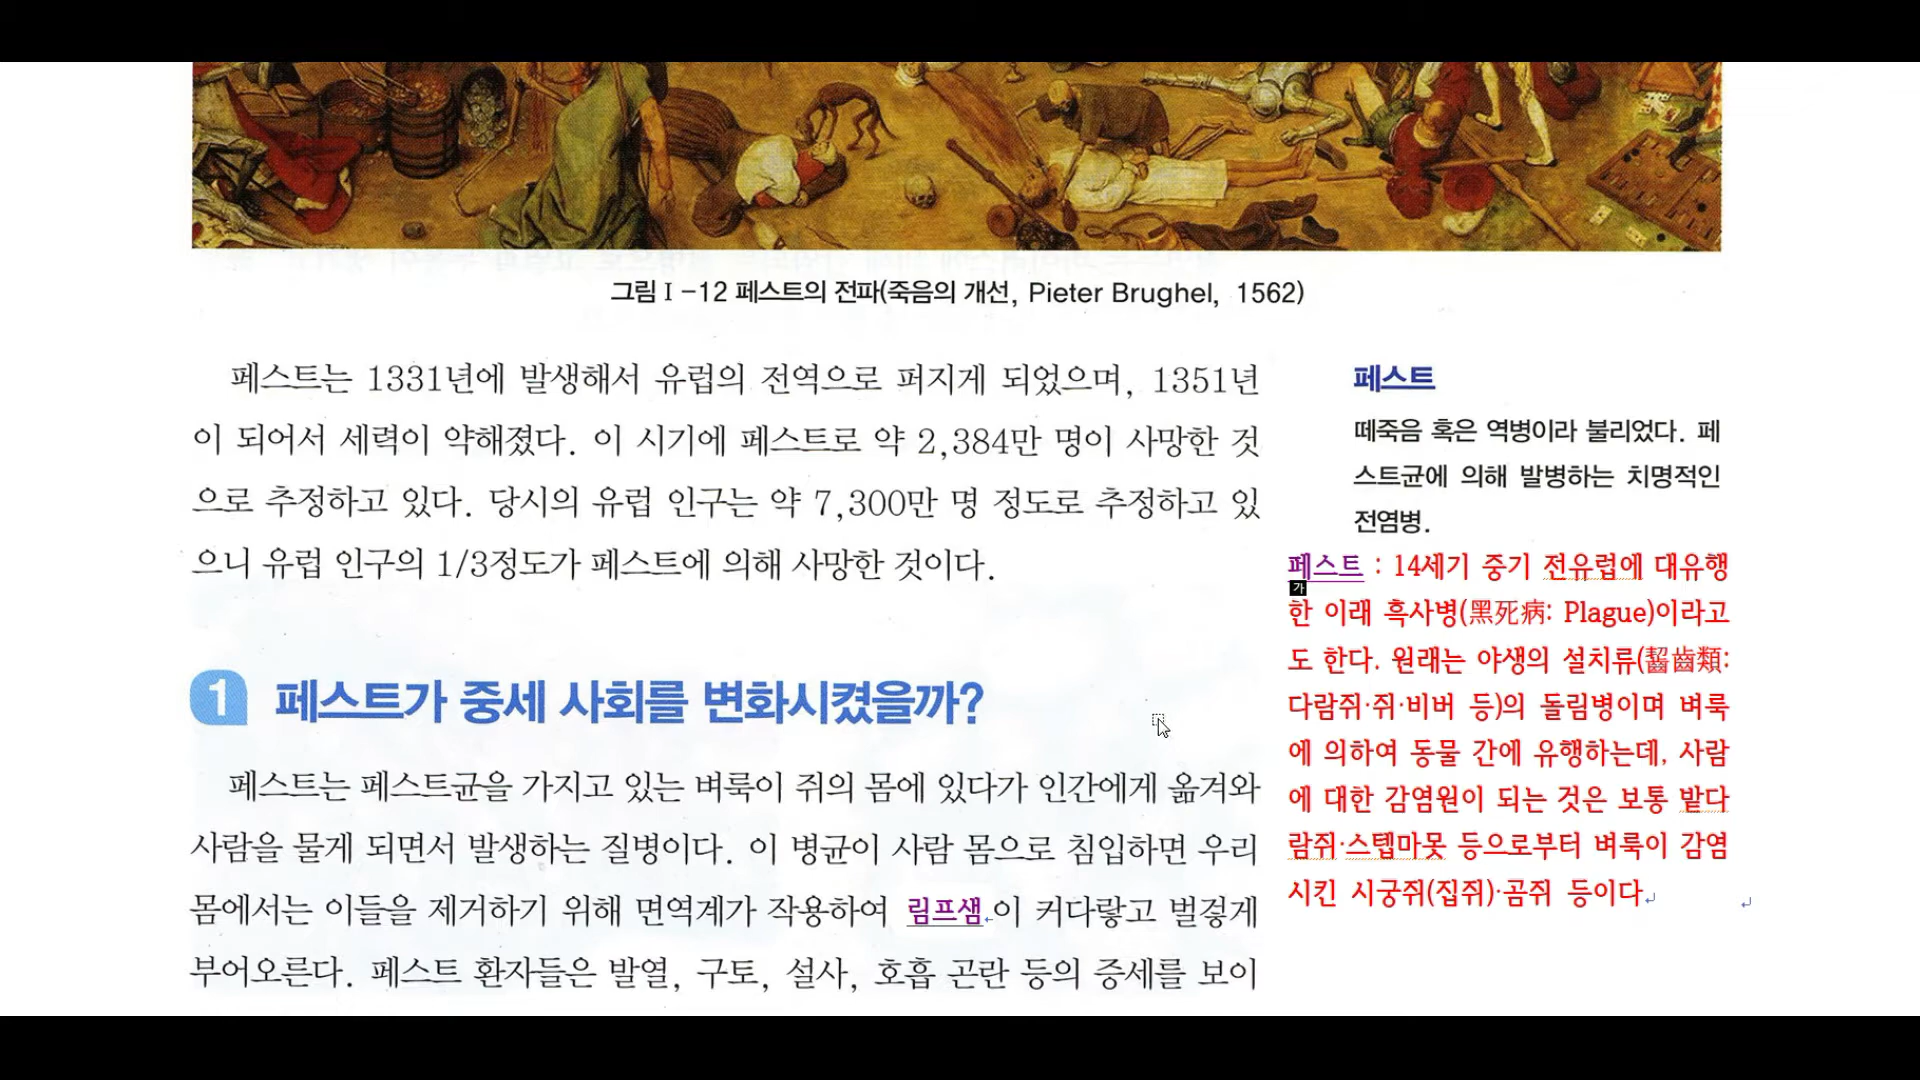 그림Ⅰ-12 페스트의 전파(죽음의 개선, Pieter Brughel, 1562)
페스트는 1331년에 발생해서 유럽의 전역으로 퍼지게 되었으며, 1351년
이 되어서 세력이 약해졌다. 이 시기에 페스트로 약 2,384만 명이 사망한 것
으로 추정하고 있다. 당시의 유럽 인구는 약 7,300만 명 정도로 추정하고 있
으니 유럽 인구의 1/3정도가 페스트에 의해 사망한 것이다.
1 페스트가 중세 사회를 변화시켰을까?
페스트는 페스트균을 가지고 있는 벼룩이 쥐의 몸에 있다가 인간에게 옮겨와
사람을 물게 되면서 발생하는 질병이다. 이 병균이 사람 몸으로 침입하면 우리
몸에서는 이들을 제거하기 위해 면역계가 작용하여 림프샘이 커다랗고 벌겋게
부어오른다. 페스트 환자들은 발열, 구토, 설사, 호흡 곤란 등의 증세를 보이
페스트
떼죽음 혹은 역병이라 불리었다. 페
스트균에 의해 발병하는 치명적인
전염병.
페스트 : 14세기 중기 전유럽에 대유행
가
한 이래 흑사병(黑死病: Plague)이라고
도 한다. 원래는 야생의 설치류(齧齒類:
다람쥐·쥐·비버 등)의 돌림병이며 벼룩
에 의하여 동물 간에 유행하는데, 사람
에 대한 감염원이 되는 것은 보통 밭다
람쥐·스텝마못 등으로부터 벼룩이 감염
시킨 시궁쥐(집쥐)·곰쥐 등이다